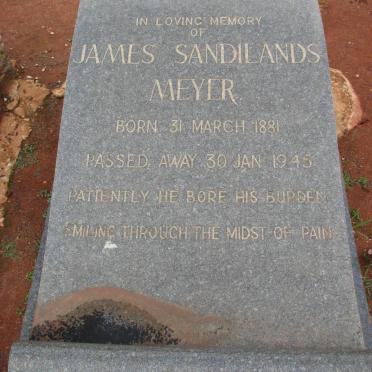 IN LOVING MEMORY
OF
JAMES SANDILANDS
MEYER
BORN 31 MARCH 1881
PASSED AWAY 30 JAN 1945
PATIENTLY HE BORE HIS BURDEN
SMILING THROUGH THE MIDST OF PAIN